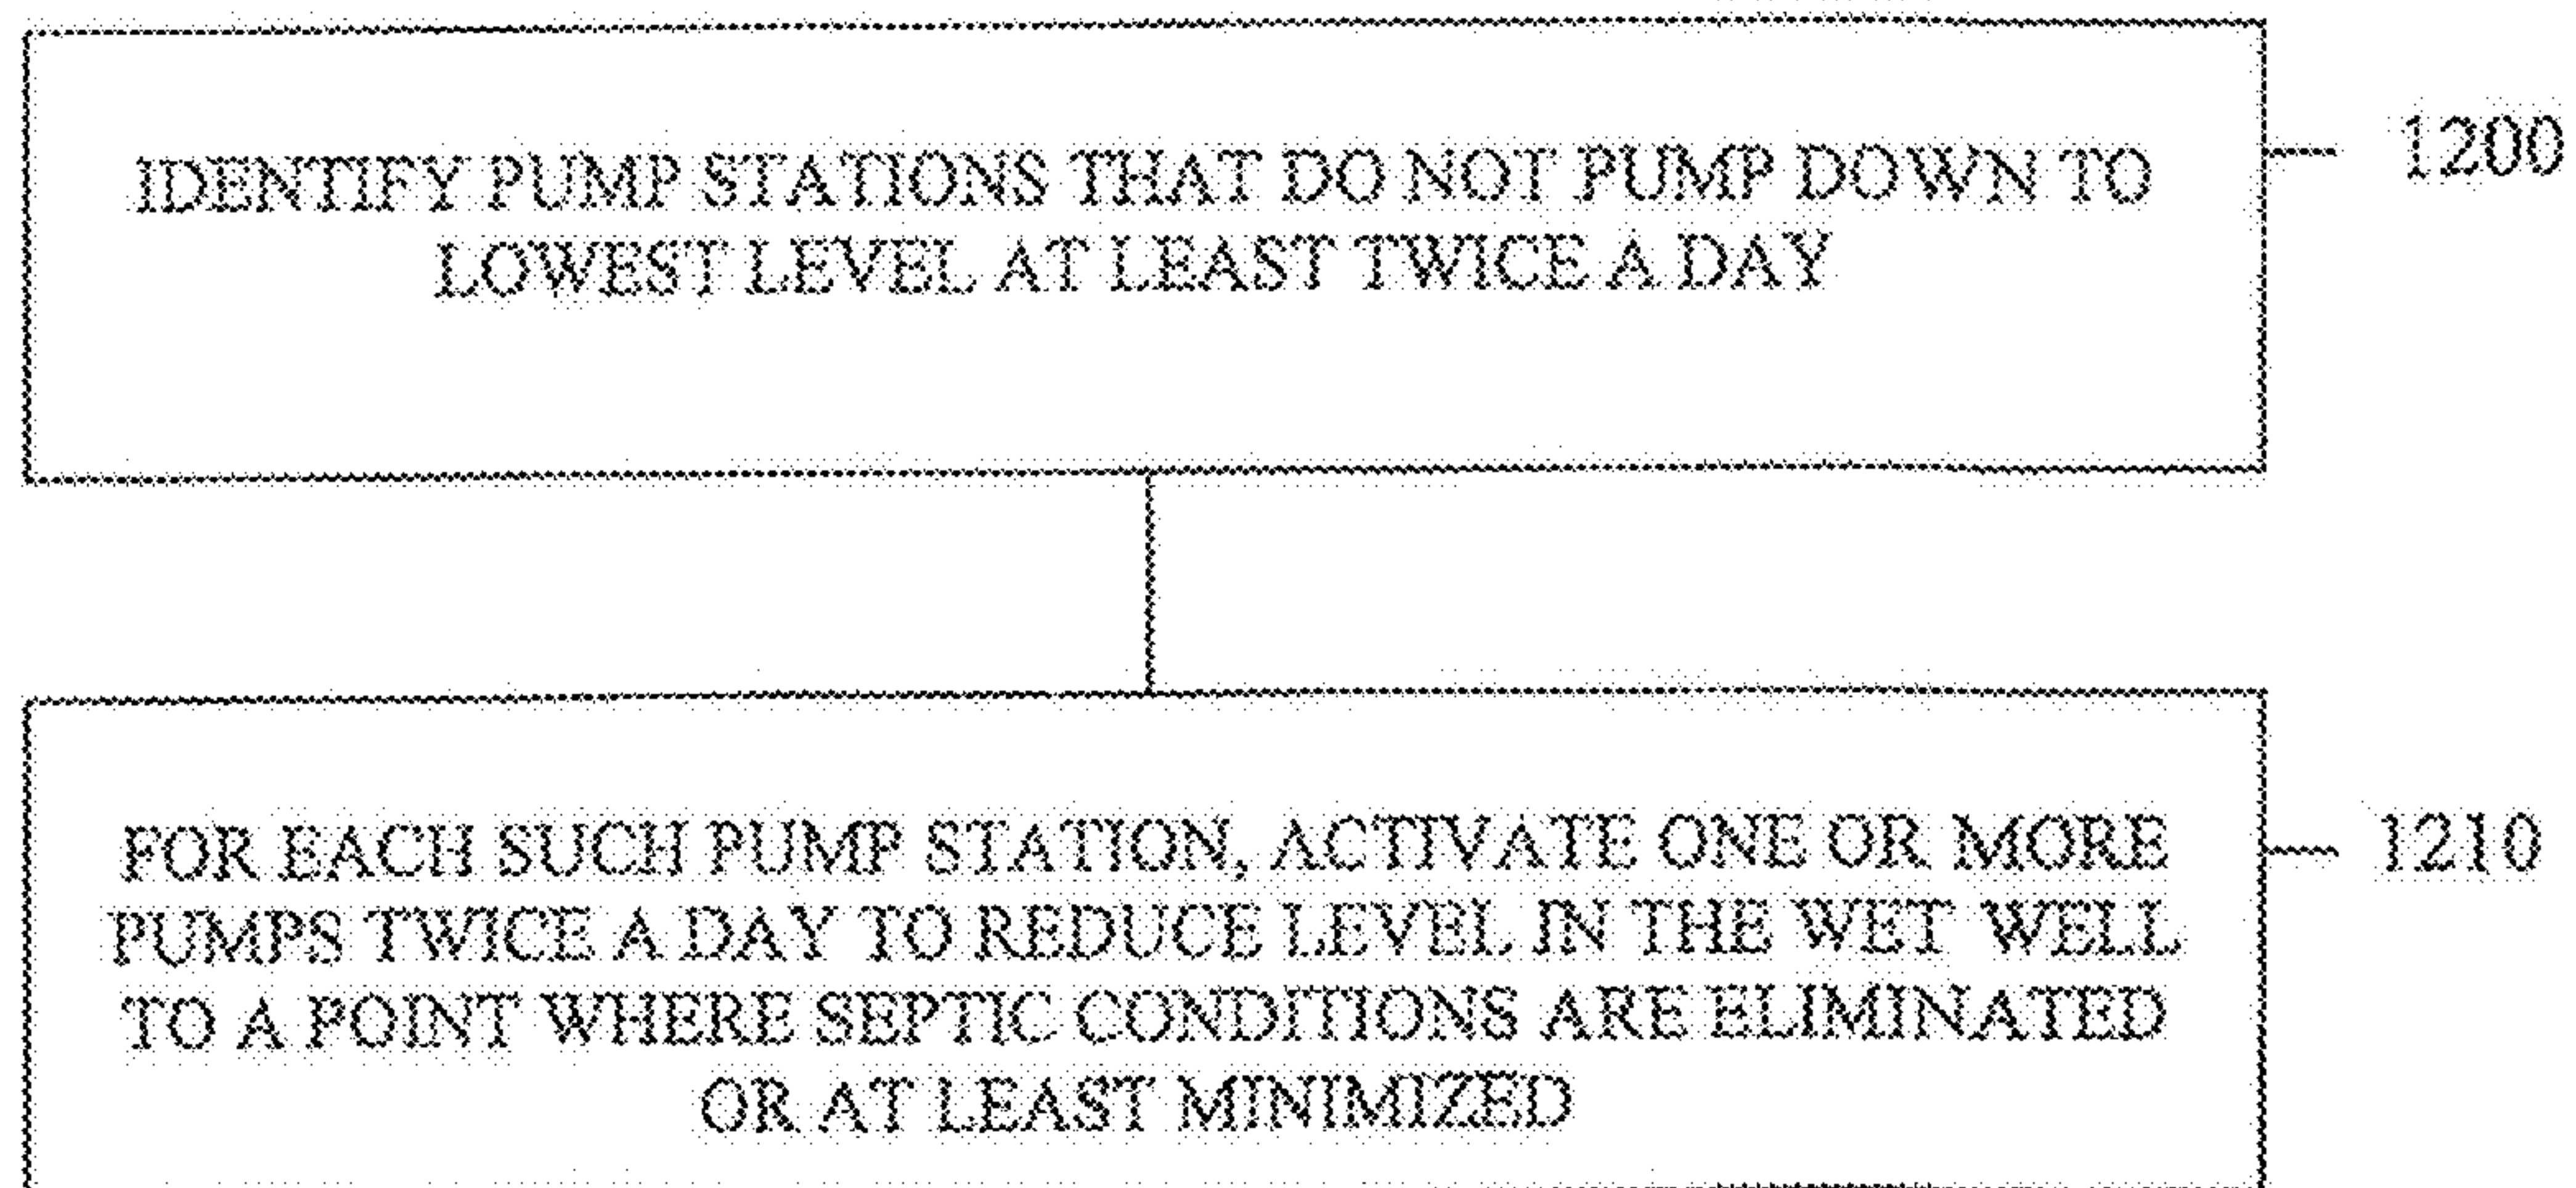 IDENTIFY PUMP STATIONS THAT DO NOT PUMP DOWN TO
LOWEST LEVEL AT LEAST TWICE A DAY
1200
FOR EACH SUCH PUMP STATION, ACTIVATE ONE OR MORE
PUMPS TWICE A DAY TO REDUCE LEVEL IN THE WET WELL
TO A POINT WHERE SEPTIC CONDITIONS ARE ELIMINATED
OR AT LEAST MINIMIZED
1210